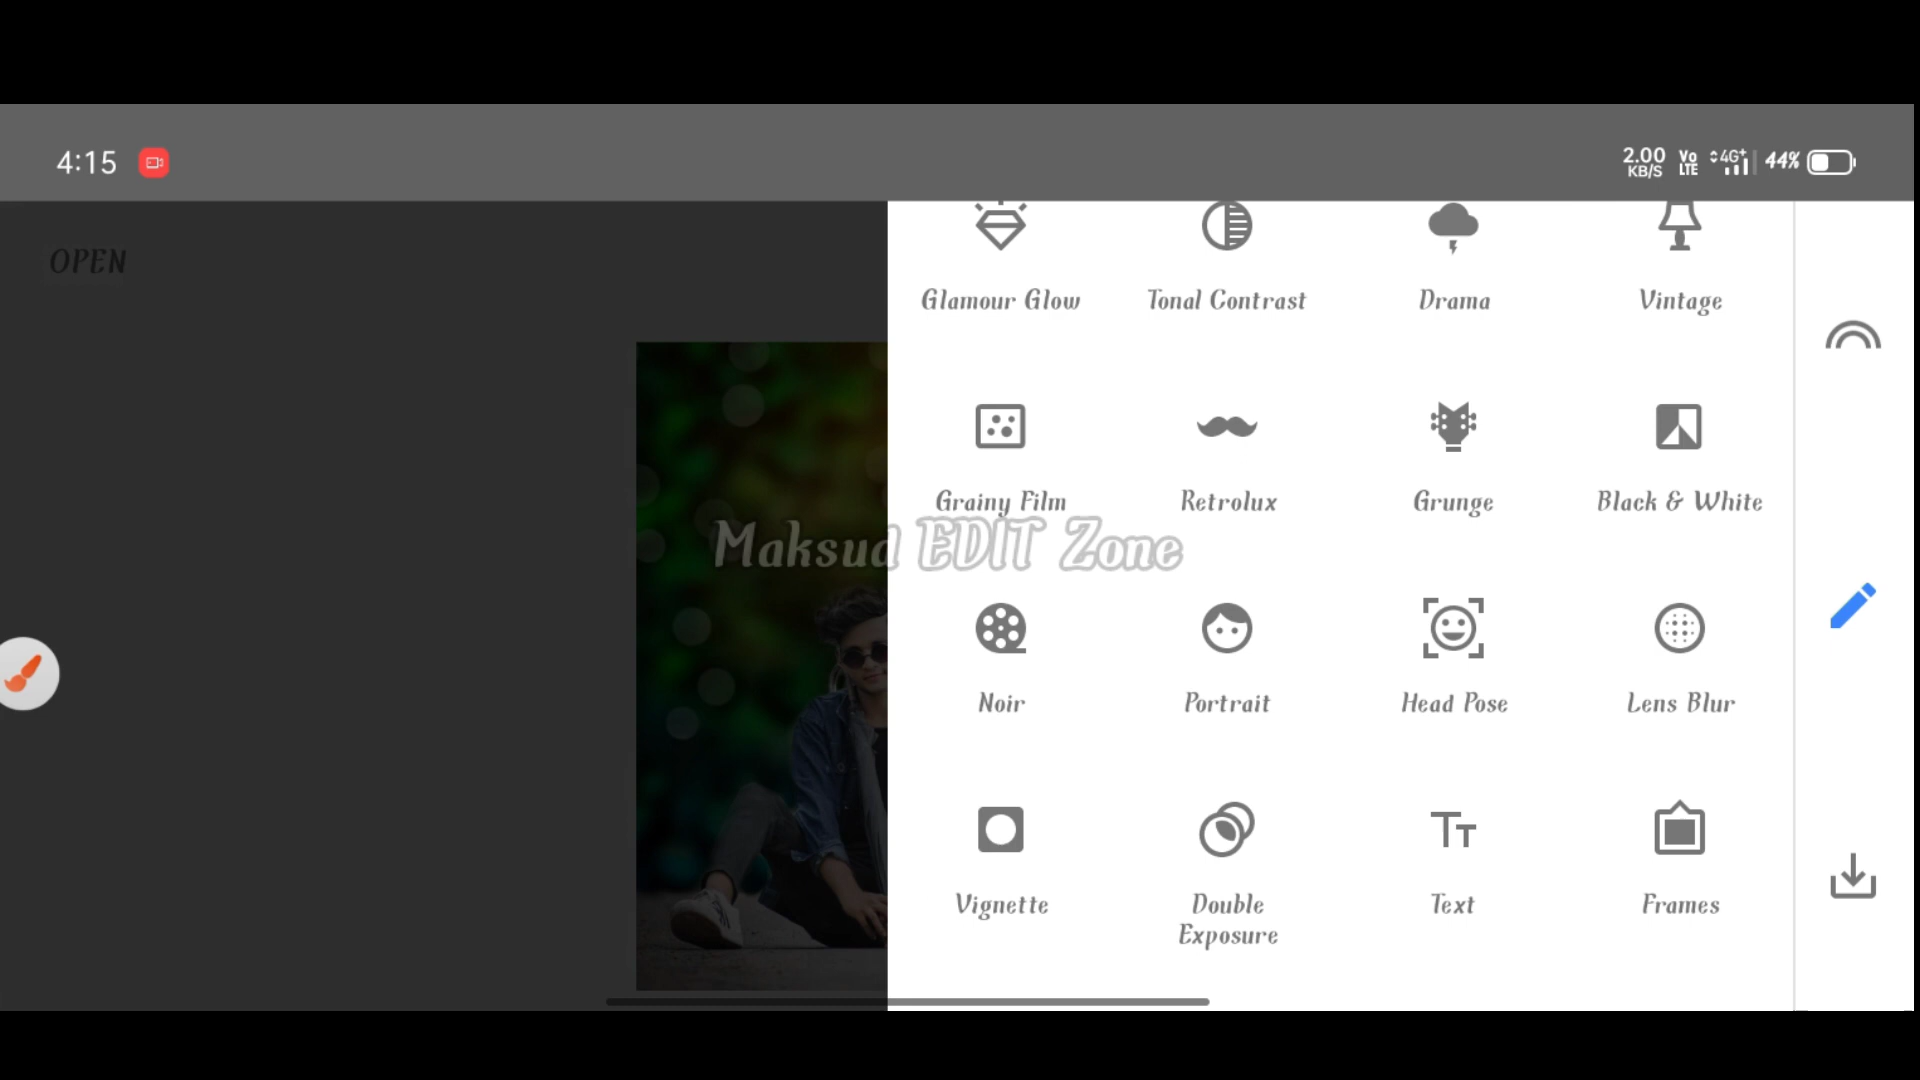 4:15
2.00 KB/S Vo LTE 4G+ 44%
OPEN
Glamour Glow Tonal Contrast Drama Vintage
Grainy Film Retrolux Grunge Black & White
Maksud EDIT Zone
Noir Portrait Head Pose Lens Blur
Vignette Double Exposure Text Frames